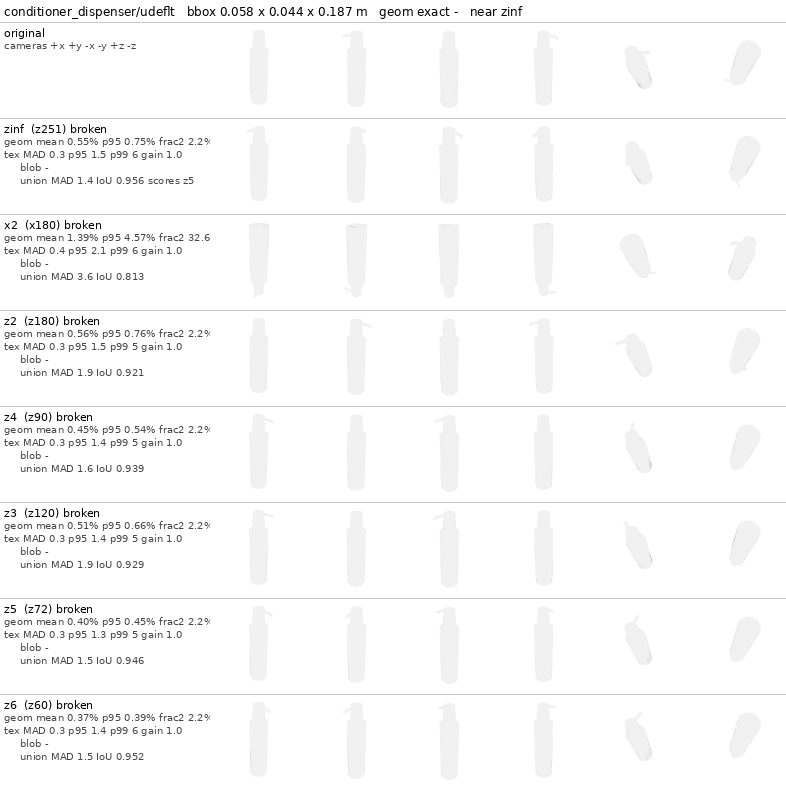 conditioner_dispenser/udeflt   bbox 0.058 x 0.044 x 0.187 m   geom exact -   near zinf
original
cameras +x +y -x -y +z -z
zinf  (z251) broken
geom mean 0.55% p95 0.75% frac2 2.2%
tex MAD 0.3 p95 1.5 p99 6 gain 1.0
blob -
union MAD 1.4 IoU 0.956 scores z5
x2  (x180) broken
geom mean 1.39% p95 4.57% frac2 32.6
tex MAD 0.4 p95 2.1 p99 6 gain 1.0
blob -
union MAD 3.6 IoU 0.813
z2  (z180) broken
geom mean 0.56% p95 0.76% frac2 2.2%
tex MAD 0.3 p95 1.5 p99 5 gain 1.0
blob -
union MAD 1.9 IoU 0.921
z4  (z90) broken
geom mean 0.45% p95 0.54% frac2 2.2%
tex MAD 0.3 p95 1.4 p99 5 gain 1.0
blob -
union MAD 1.6 IoU 0.939
z3  (z120) broken
geom mean 0.51% p95 0.66% frac2 2.2%
tex MAD 0.3 p95 1.4 p99 5 gain 1.0
blob -
union MAD 1.9 IoU 0.929
z5  (z72) broken
geom mean 0.40% p95 0.45% frac2 2.2%
tex MAD 0.3 p95 1.3 p99 5 gain 1.0
blob -
union MAD 1.5 IoU 0.946
z6  (z60) broken
geom mean 0.37% p95 0.39% frac2 2.2%
tex MAD 0.3 p95 1.4 p99 6 gain 1.0
blob -
union MAD 1.5 IoU 0.952